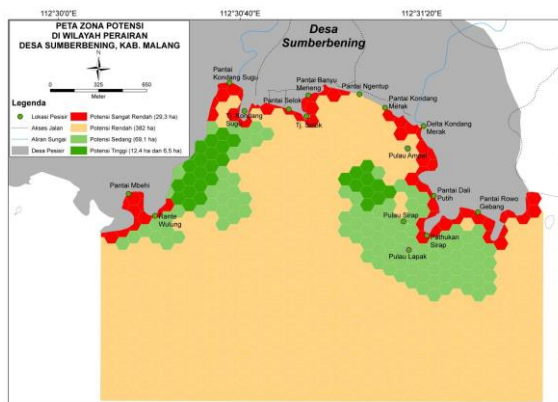 112°30'0"E
112°30'40"E
112°31'20"E
PETA ZONA POTENSI
DI WILAYAH PERAIRAN
DESA SUMBERBENING, KAB. MALANG
N
0 325 650
Meter
Legenda
Lokasi Pesisir
Akses Jalan
Aliran Sungai
Desa Pesisir
Potensi Sangat Rendah (29,3 ha)
Potensi Rendah (382 ha)
Potensi Sedang (69,1 ha)
Potensi Tinggi (12,4 ha dan 6,5 ha)
Desa
Sumberbening
Pantai
Kondang Sugu
Pantai Selok
Pantai Banyu
Meneng
Pantai Ngentup
Pantai Kondang
Merak
Tj. Kondang
Sugu
Tj. Selok
Delta Kondang
Merak
Pulau
Pantai Mbehi
Pantai Dali
Putih
Pantai Rowo
Gebang
Wulung
Pulau Sirap
Pathukan
Sirap
Pulau Lapak